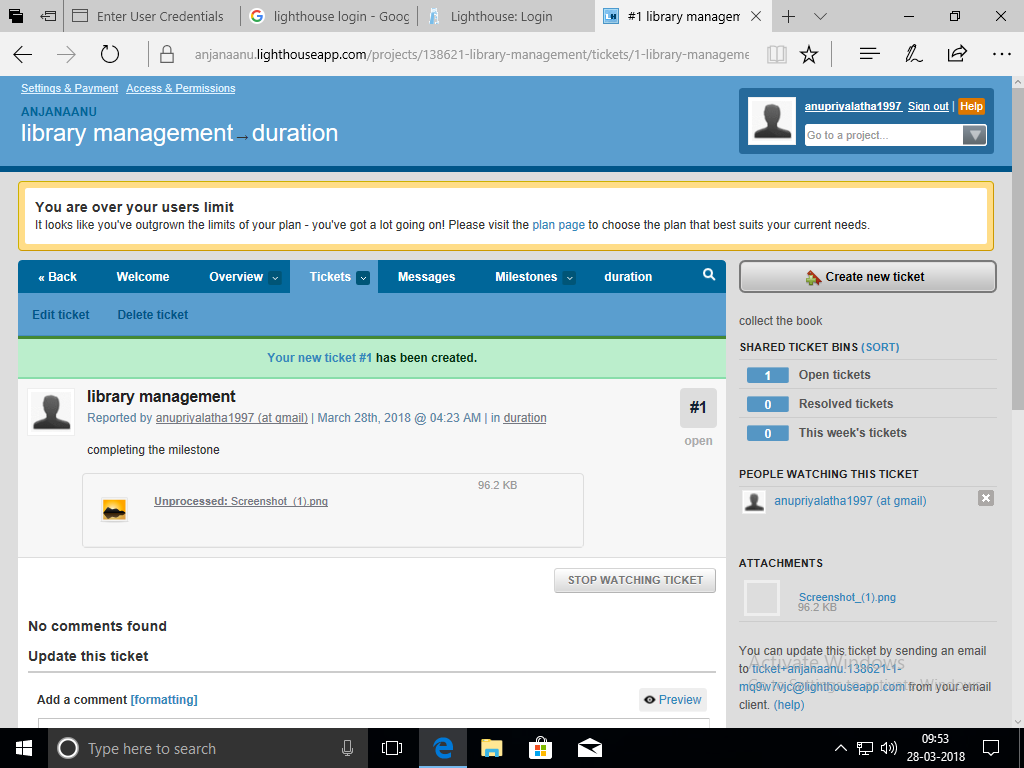 Enter User Credentials
lighthouse login - Goog
Lighthouse: Login
#1 library managem
anjanaanu.lighthouseapp.com/projects/138621-library-management/tickets/1-library-manageme
Settings & Payment Access & Permissions
ANJANAANU
library management→duration
anupriyalatha1997 Sign out | Help
Go to a project...
You are over your users limit
It looks like you've outgrown the limits of your plan - you've got a lot going on! Please visit the plan page to choose the plan that best suits your current needs.
« Back Welcome Overview Tickets Messages Milestones duration
Edit ticket Delete ticket
Your new ticket #1 has been created.
library management
Reported by anupriyalatha1997 (at gmail) | March 28th, 2018 @ 04:23 AM | in duration
#1
open
completing the milestone
96.2 KB
Unprocessed: Screenshot_(1).png
STOP WATCHING TICKET
No comments found
Update this ticket
Add a comment [formatting]
Preview
Create new ticket
collect the book
SHARED TICKET BINS (SORT)
1 Open tickets
0 Resolved tickets
0 This week's tickets
PEOPLE WATCHING THIS TICKET
anupriyalatha1997 (at gmail)
ATTACHMENTS
Screenshot_(1).png
96.2 KB
You can update this ticket by sending an email
to ticket+anjanaanu.138621-1-
mq9w7vjc@lighthouseapp.com from your email
client. (help)
Activate Windows
Go to Settings to activate Windows.
Type here to search
09:53
28-03-2018